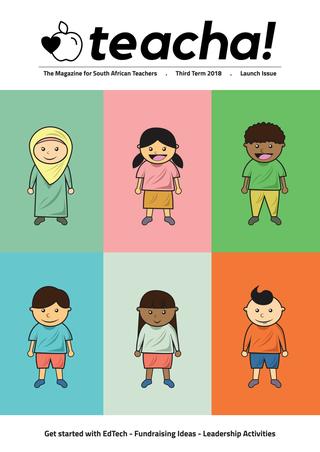 teacha!
The Magazine for South African Teachers . Third Term 2018 . Launch Issue
Get started with EdTech - Fundraising Ideas - Leadership Activities